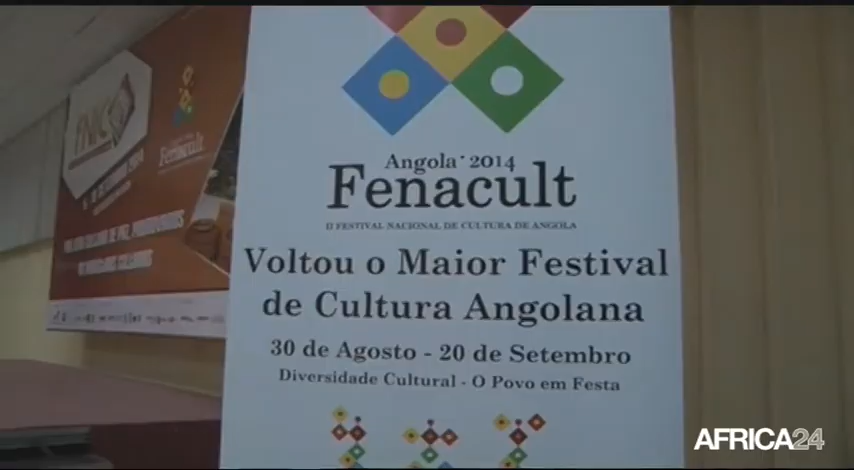 FNIC
Fenacult
Angola 2014
Fenacult
II FESTIVAL NACIONAL DE CULTURA DE ANGOLA
Voltou o Maior Festival
de Cultura Angolana
30 de Agosto - 20 de Setembro
Diversidade Cultural - O Povo em Festa
AFRICA24